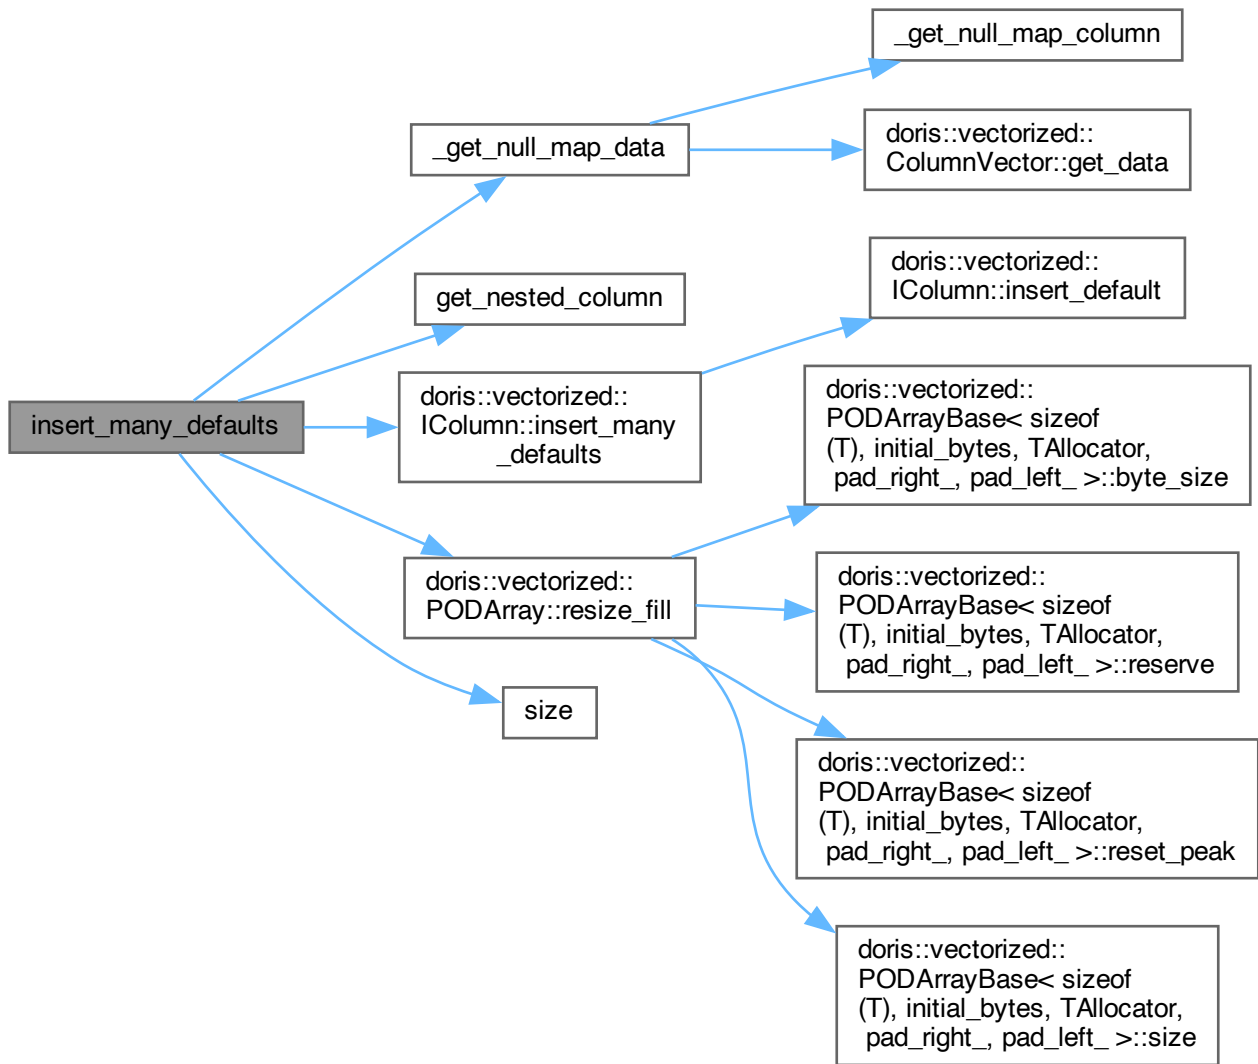 _get_null_map_column
_get_null_map_data
doris::vectorized::
ColumnVector::get_data
doris::vectorized::
IColumn::insert_default
get_nested_column
insert_many_defaults
doris::vectorized::
IColumn::insert_many
_defaults
doris::vectorized::
PODArrayBase< sizeof
(T), initial_bytes, TAllocator,
pad_right_, pad_left_ >::byte_size
doris::vectorized::
PODArray::resize_fill
doris::vectorized::
PODArrayBase< sizeof
(T), initial_bytes, TAllocator,
pad_right_, pad_left_ >::reserve
size
doris::vectorized::
PODArrayBase< sizeof
(T), initial_bytes, TAllocator,
pad_right_, pad_left_ >::reset_peak
doris::vectorized::
PODArrayBase< sizeof
(T), initial_bytes, TAllocator,
pad_right_, pad_left_ >::size